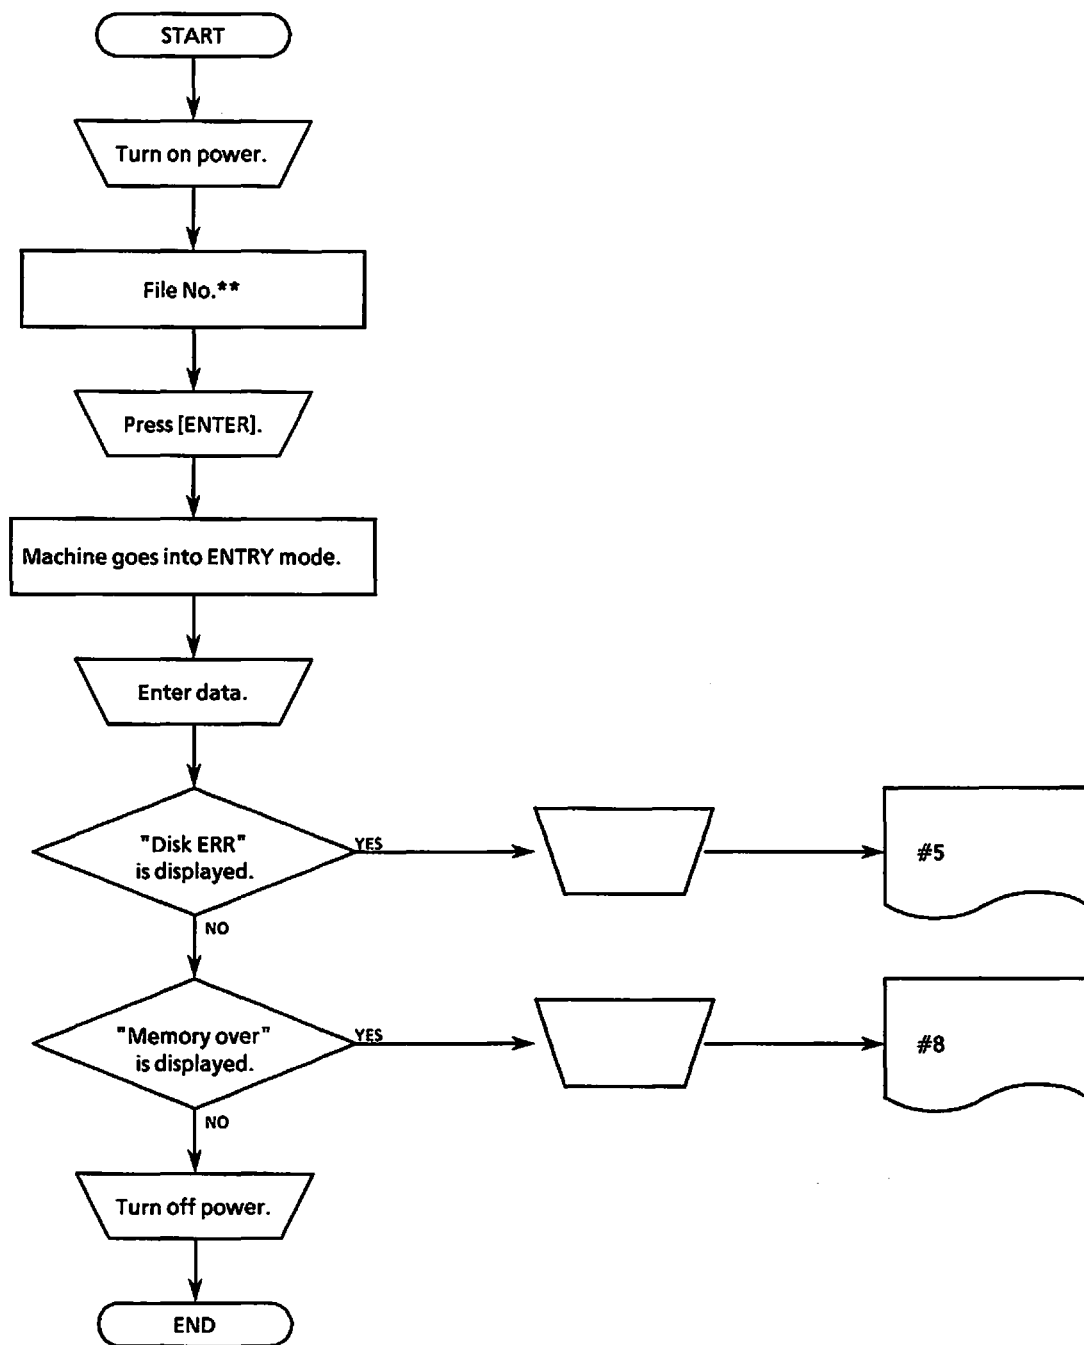 START
Turn on power.
File No.**
Press [ENTER].
Machine goes into ENTRY mode.
Enter data.
"Disk ERR"
is displayed.
YES
#5
NO
"Memory over"
is displayed.
YES
#8
NO
Turn off power.
END